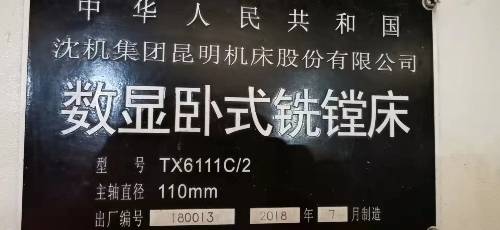 中华人民共和国
沈机集团昆明机床股份有限公司
数显卧式铣镗床
型 号 TX6111C/2
主轴直径 110mm
出厂编号 180013 2018 年 7 月制造